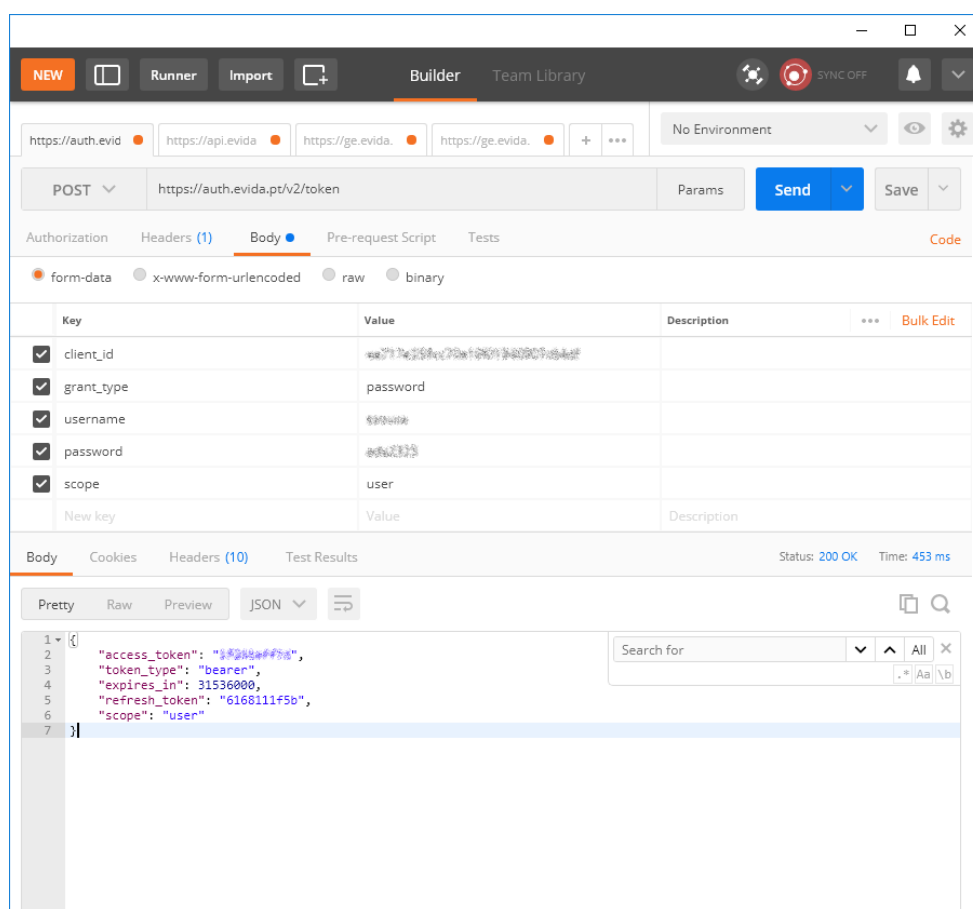 NEW Runner Import Builder Team Library SYNC OFF
https://auth.evid https://api.evida https://ge.evida. https://ge.evida. + ••• No Environment
POST https://auth.evida.pt/v2/token Params Send Save
Authorization Headers (1) Body Pre-request Script Tests Code
form-data x-www-form-urlencoded raw binary
Key Value Description ••• Bulk Edit
client_id
grant_type password
username
password
scope user
New key Value Description
Body Cookies Headers (10) Test Results Status: 200 OK Time: 453 ms
Pretty Raw Preview JSON
1 {
Search for All
2 "access_token": "
",
3 "token_type": "bearer",
.* Aa \b
4 "expires_in": 31536000,
5 "refresh_token": "6168111f5b",
6 "scope": "user"
7 }